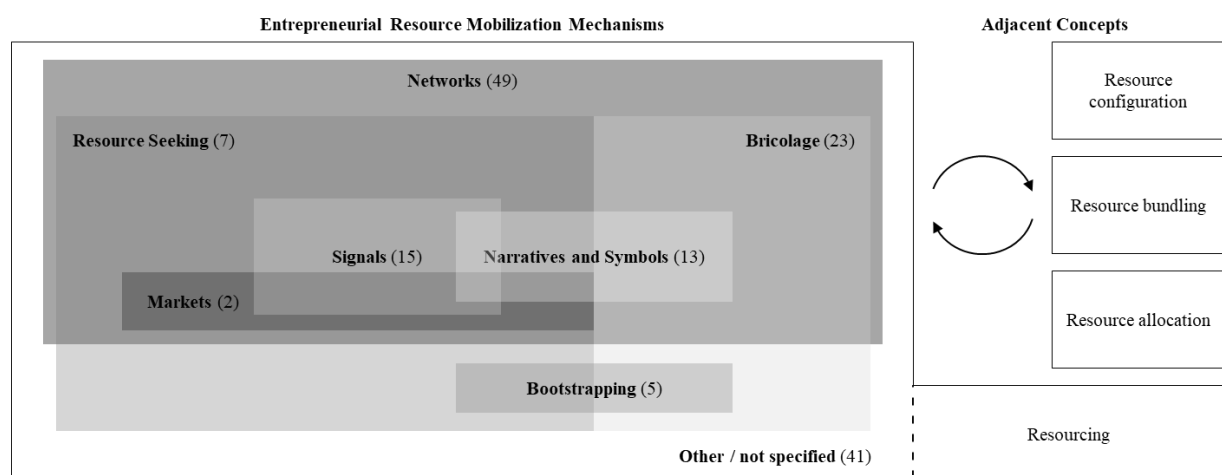 Entrepreneurial Resource Mobilization Mechanisms
Adjacent Concepts
Networks (49)
Resource Seeking (7)
Bricolage (23)
Signals (15)
Narratives and Symbols (13)
Markets (2)
Bootstrapping (5)
Other / not specified (41)
Resource
configuration
Resource bundling
Resource allocation
Resourcing